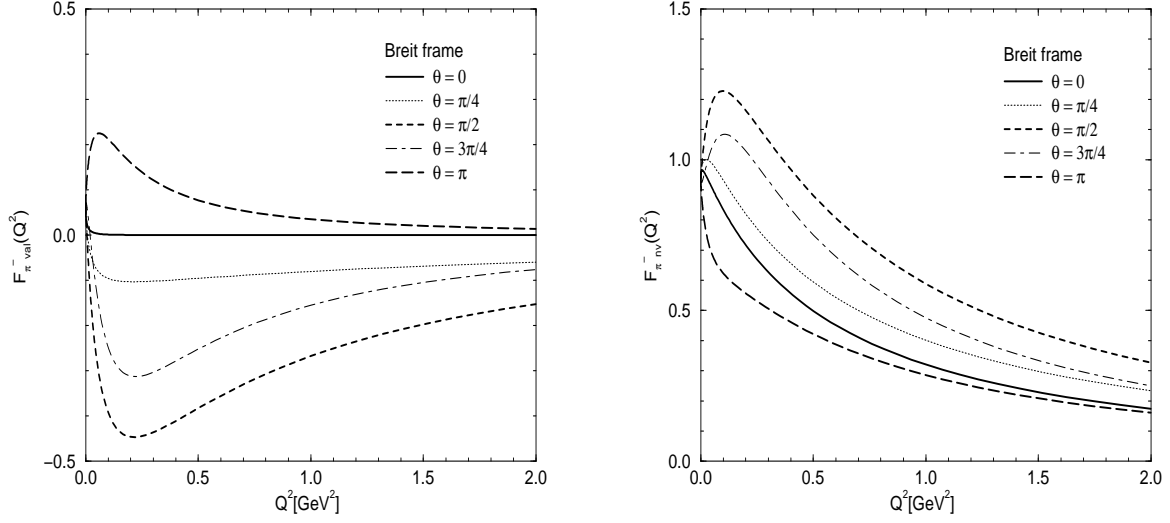 0.5
0.0
−0.5
F π⁻ val (Q²)
Breit frame
θ = 0
θ = π/4
θ = π/2
θ = 3π/4
θ = π
0.0 0.5 1.0 1.5 2.0
Q²[GeV²]
1.5
1.0
0.5
0.0
F π⁻ nv (Q²)
Breit frame
θ = 0
θ = π/4
θ = π/2
θ = 3π/4
θ = π
0.0 0.5 1.0 1.5 2.0
Q²[GeV²]